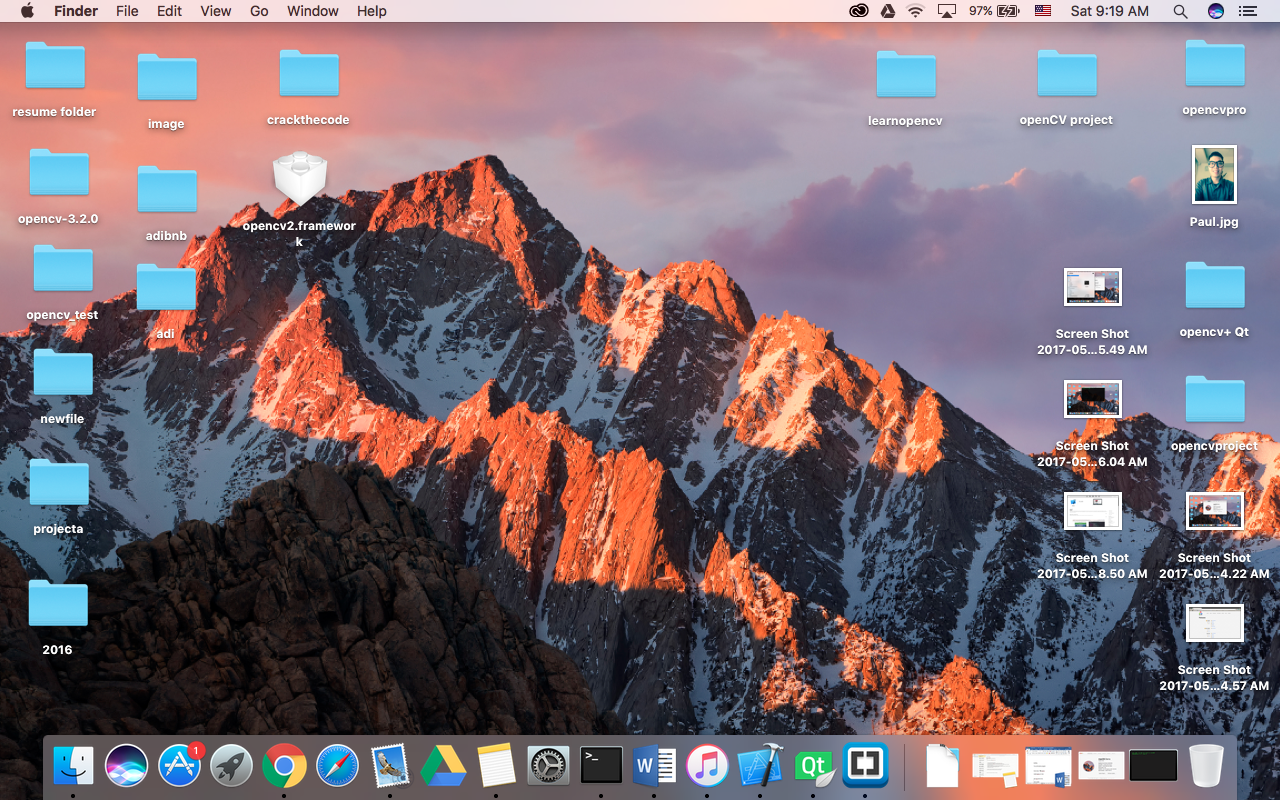 Finder File Edit View Go Window Help 97% Sat 9:19 AM
resume folder
image
crackthecode
learnopencv
openCV project
opencvpro
opencv-3.2.0
adibnb
opencv2.framewor
k
Paul.jpg
opencv_test
adi
Screen Shot
2017-05...5.49 AM
opencv+ Qt
newfile
Screen Shot
2017-05...6.04 AM
opencvproject
projecta
Screen Shot
2017-05...8.50 AM
Screen Shot
2017-05...4.22 AM
2016
Screen Shot
2017-05...4.57 AM
1
>_
W
Qt
W